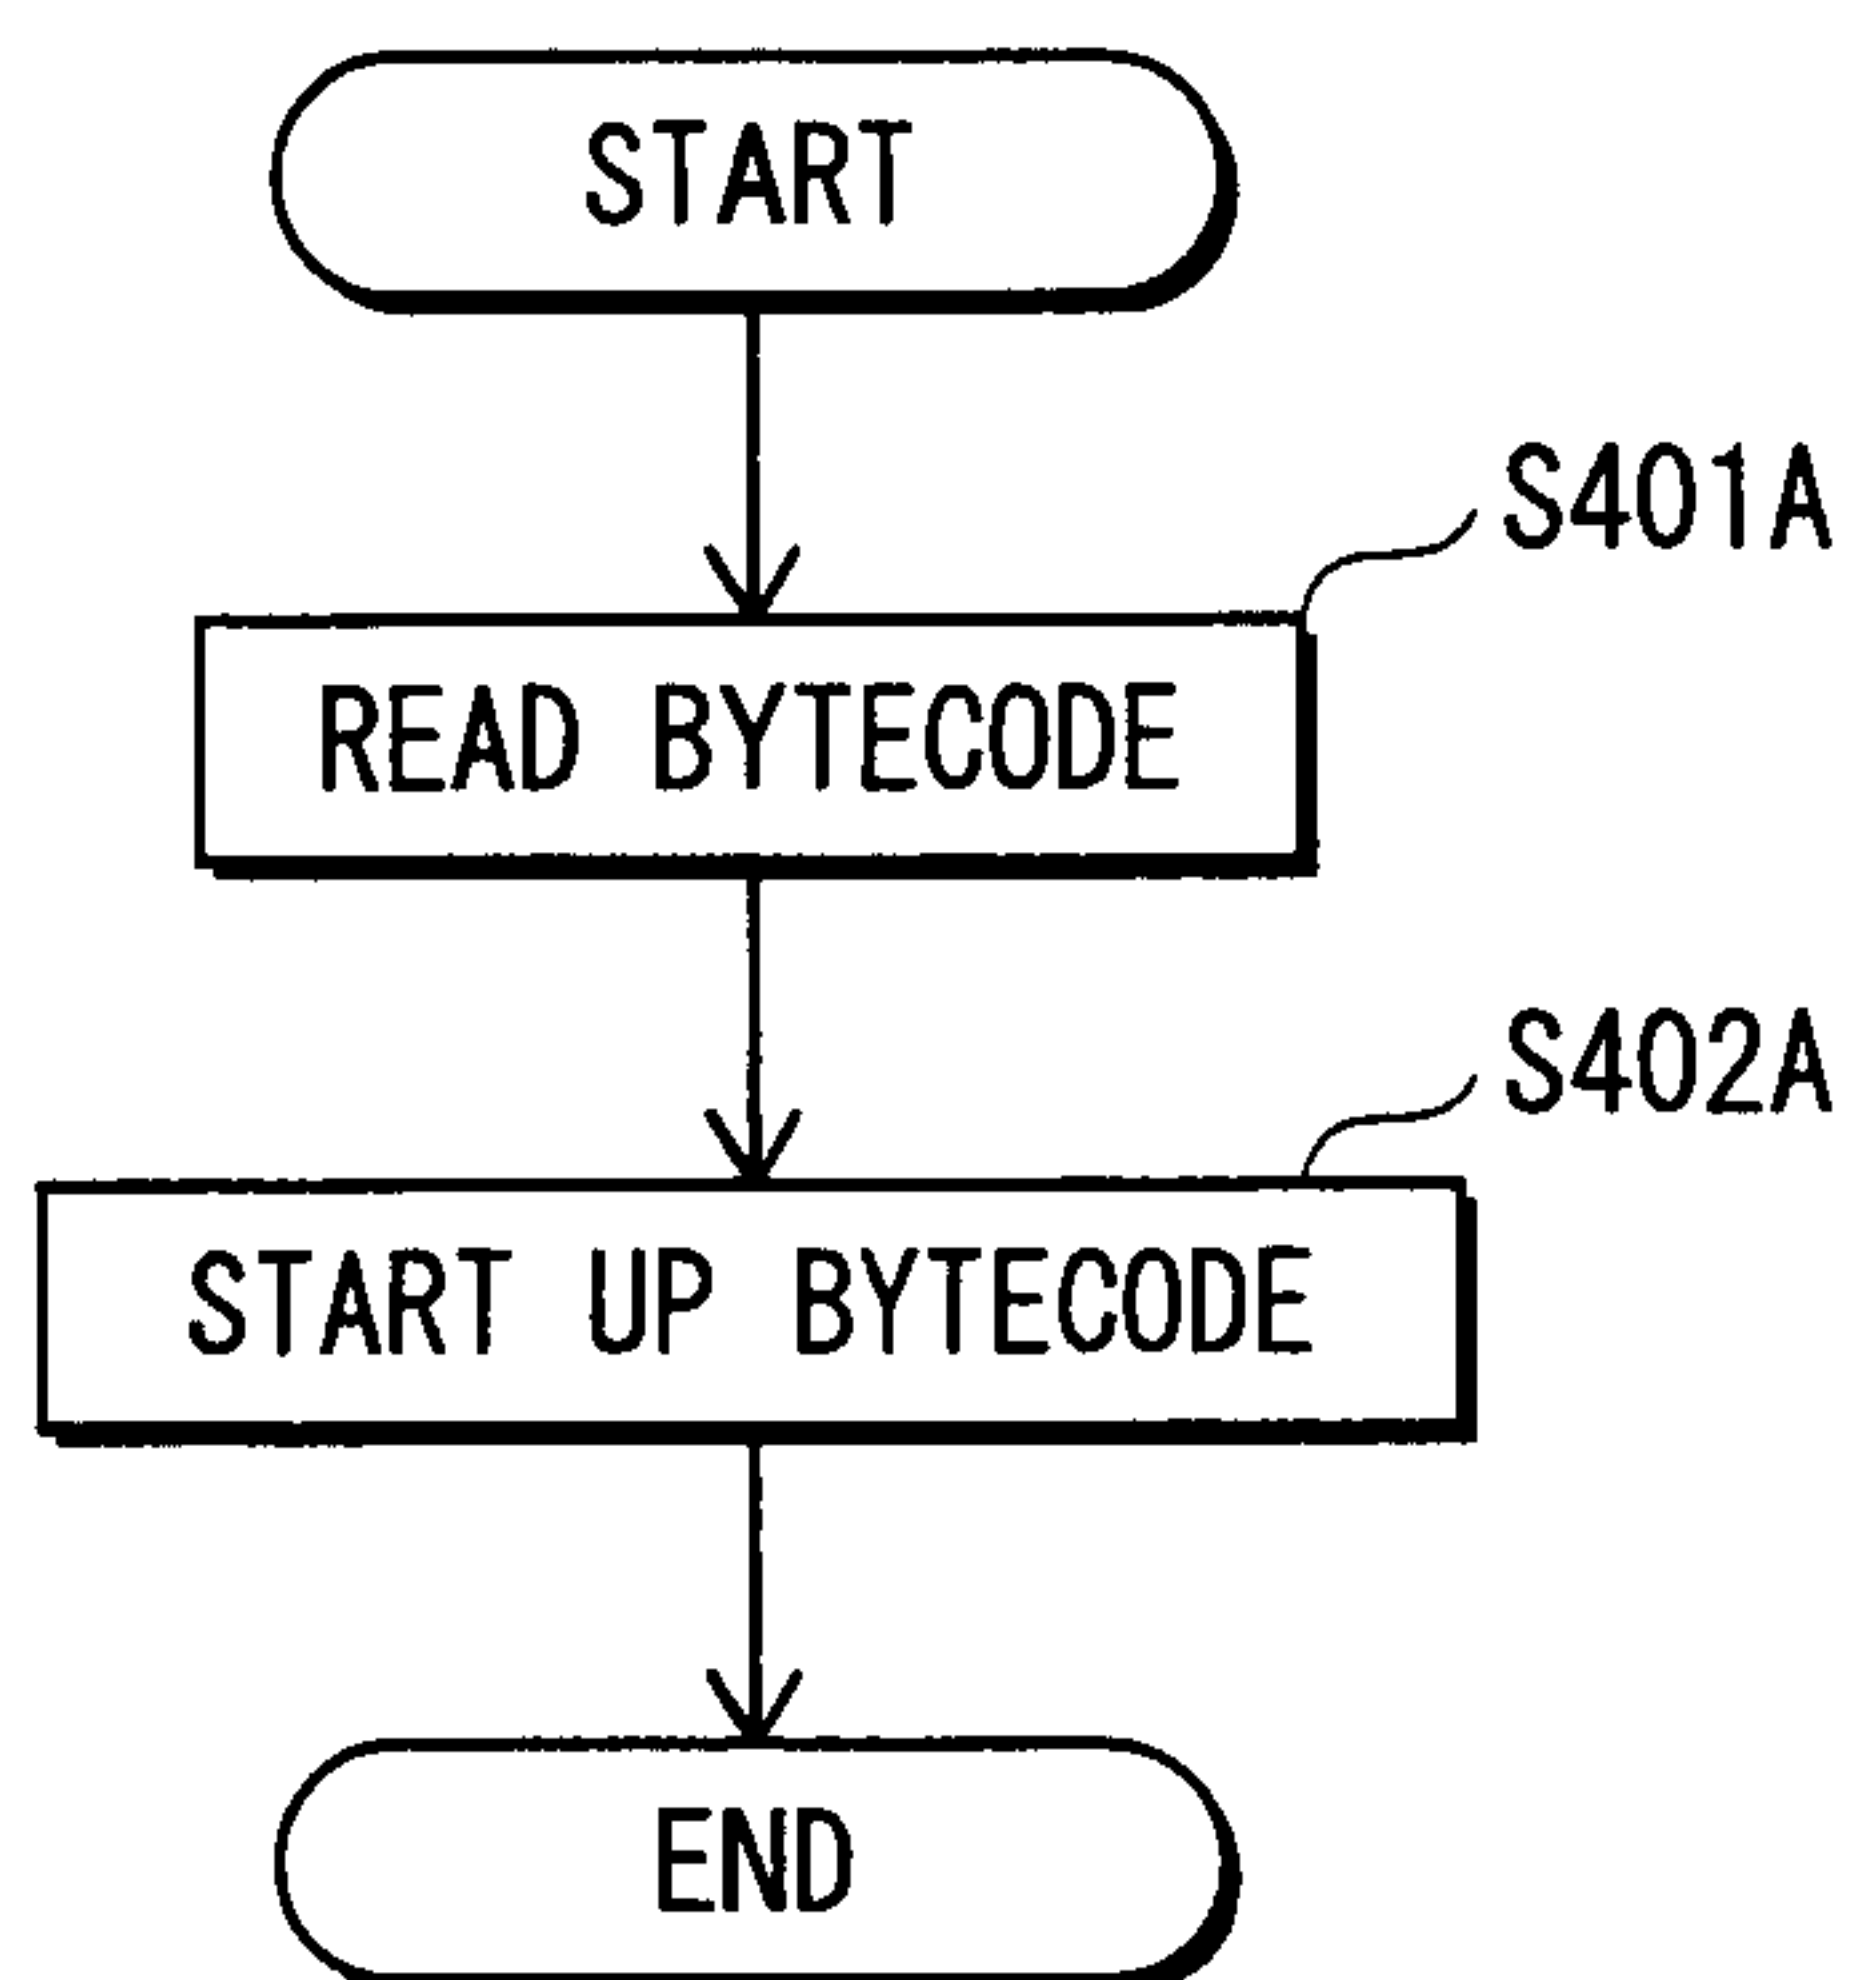 START
S401A
READ BYTECODE
S402A
START UP BYTECODE
END